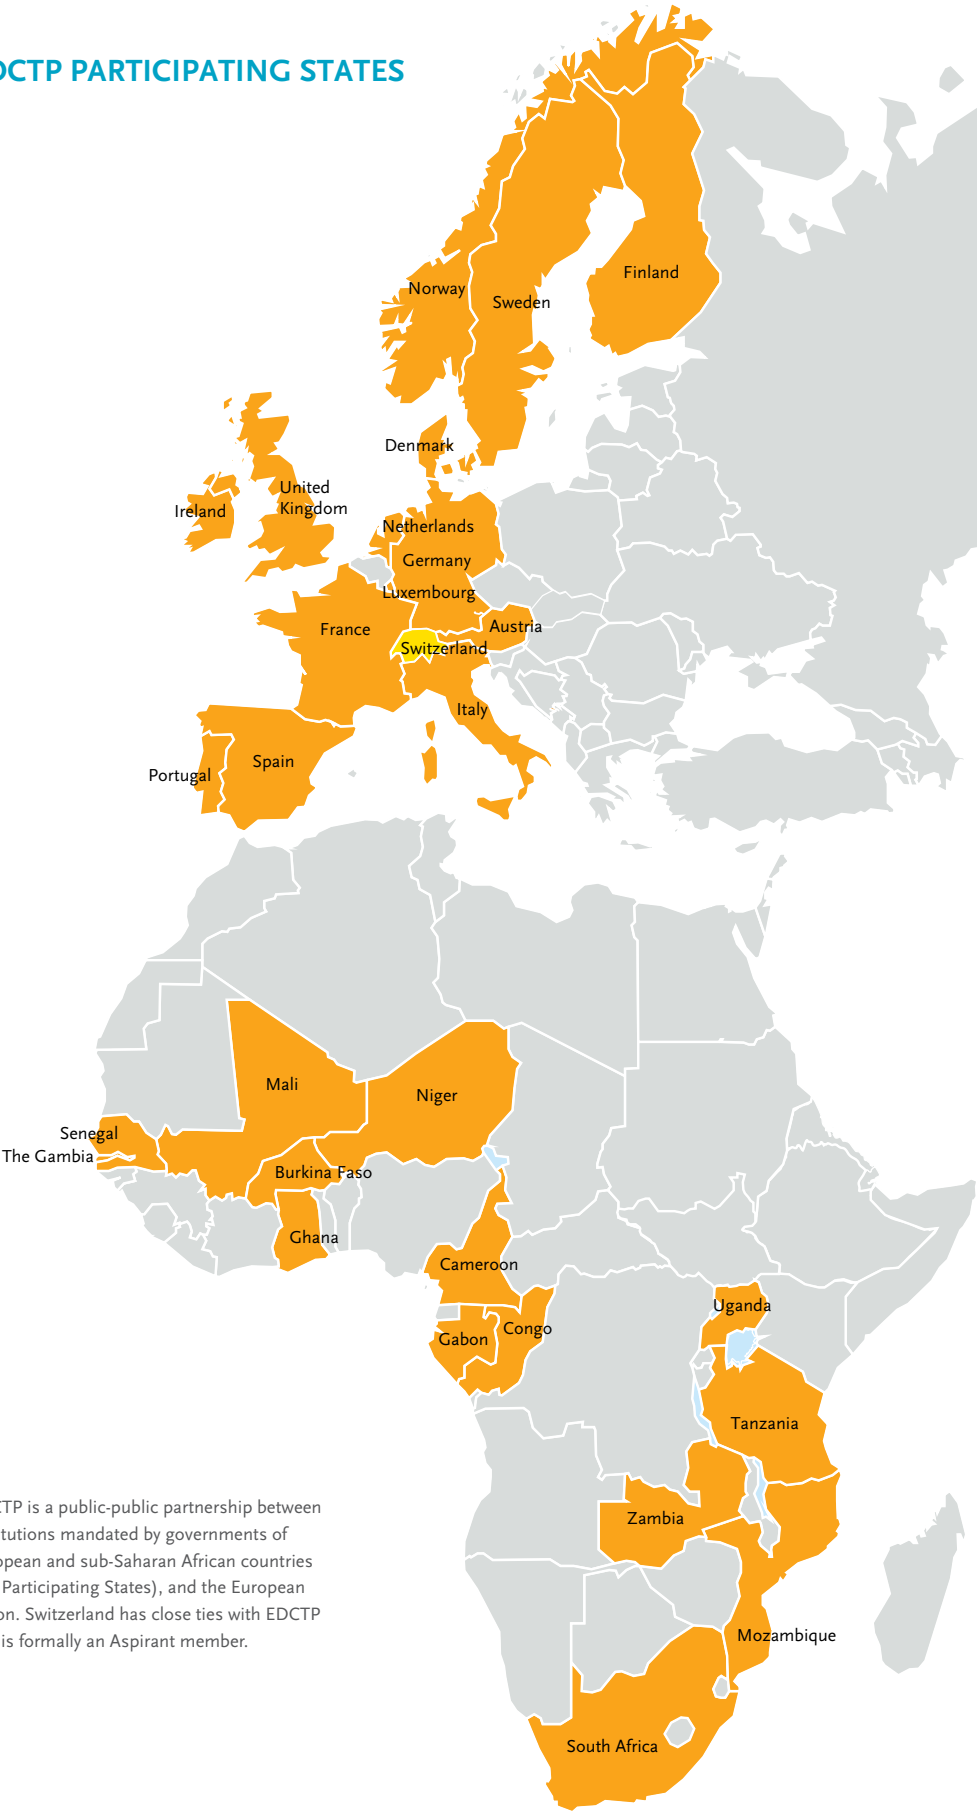 DCTP PARTICIPATING STATES
Finland
Norway
Sweden
Denmark
United
Kingdom
Ireland
Netherlands
Germany
Luxembourg
Austria
France
Switzerland
Italy
Spain
Portugal
Mali
Niger
Senegal
The Gambia
Burkina Faso
Ghana
Cameroon
Uganda
Congo
Gabon
Tanzania
Zambia
Mozambique
South Africa
CTP is a public-public partnership between
itutions mandated by governments of
opean and sub-Saharan African countries
Participating States), and the European
on. Switzerland has close ties with EDCTP
is formally an Aspirant member.